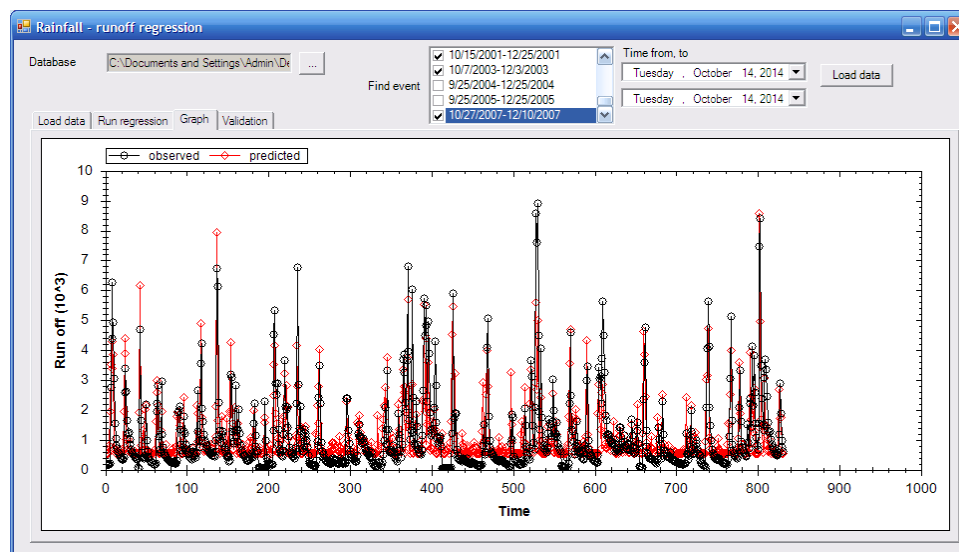 Rainfall - runoff regression
Database
C:\Documents and Settings\Admin\De
...
Find event
10/15/2001-12/25/2001
10/7/2003-12/3/2003
9/25/2004-12/25/2004
9/25/2005-12/25/2005
10/27/2007-12/10/2007
Time from, to
Tuesday , October 14, 2014
Tuesday , October 14, 2014
Load data
Load data Run regression Graph Validation
observed predicted
Run off (10^3)
10
9
8
7
6
5
4
3
2
1
0
0 100 200 300 400 500 600 700 800 900 1000
Time